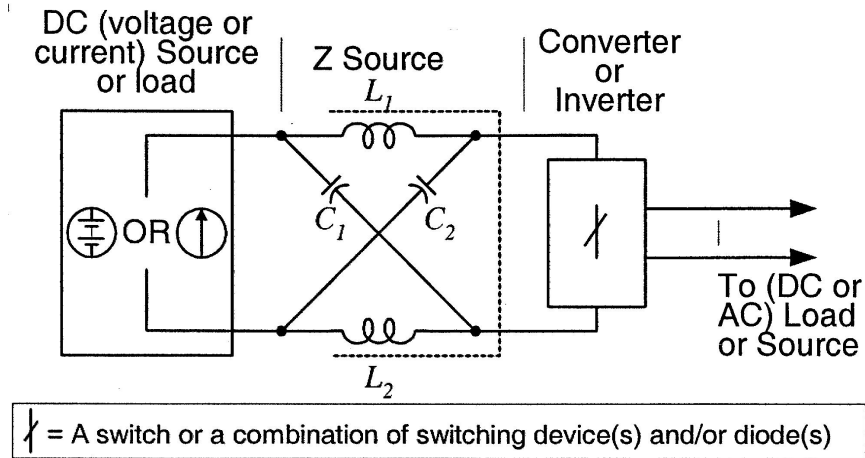 DC (voltage or
current) Source
or load
Z Source
Converter
or
Inverter
L1
C1
C2
OR
L2
To (DC or
AC) Load
or Source
= A switch or a combination of switching device(s) and/or diode(s)